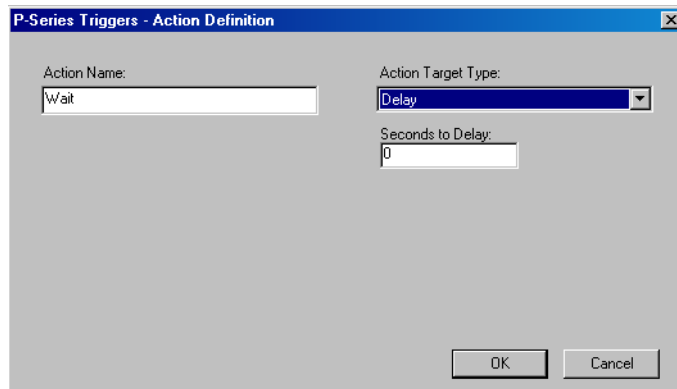 P-Series Triggers - Action Definition
Action Name:
Wait
Action Target Type:
Delay
Seconds to Delay:
0
OK
Cancel